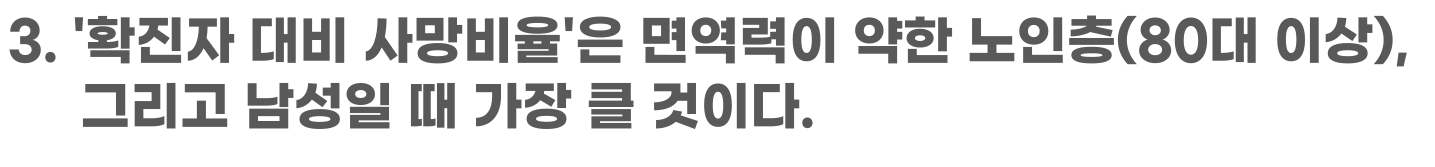 3. '확진자 대비 사망비율'은 면역력이 약한 노인층(80대 이상),
그리고 남성일 때 가장 클 것이다.